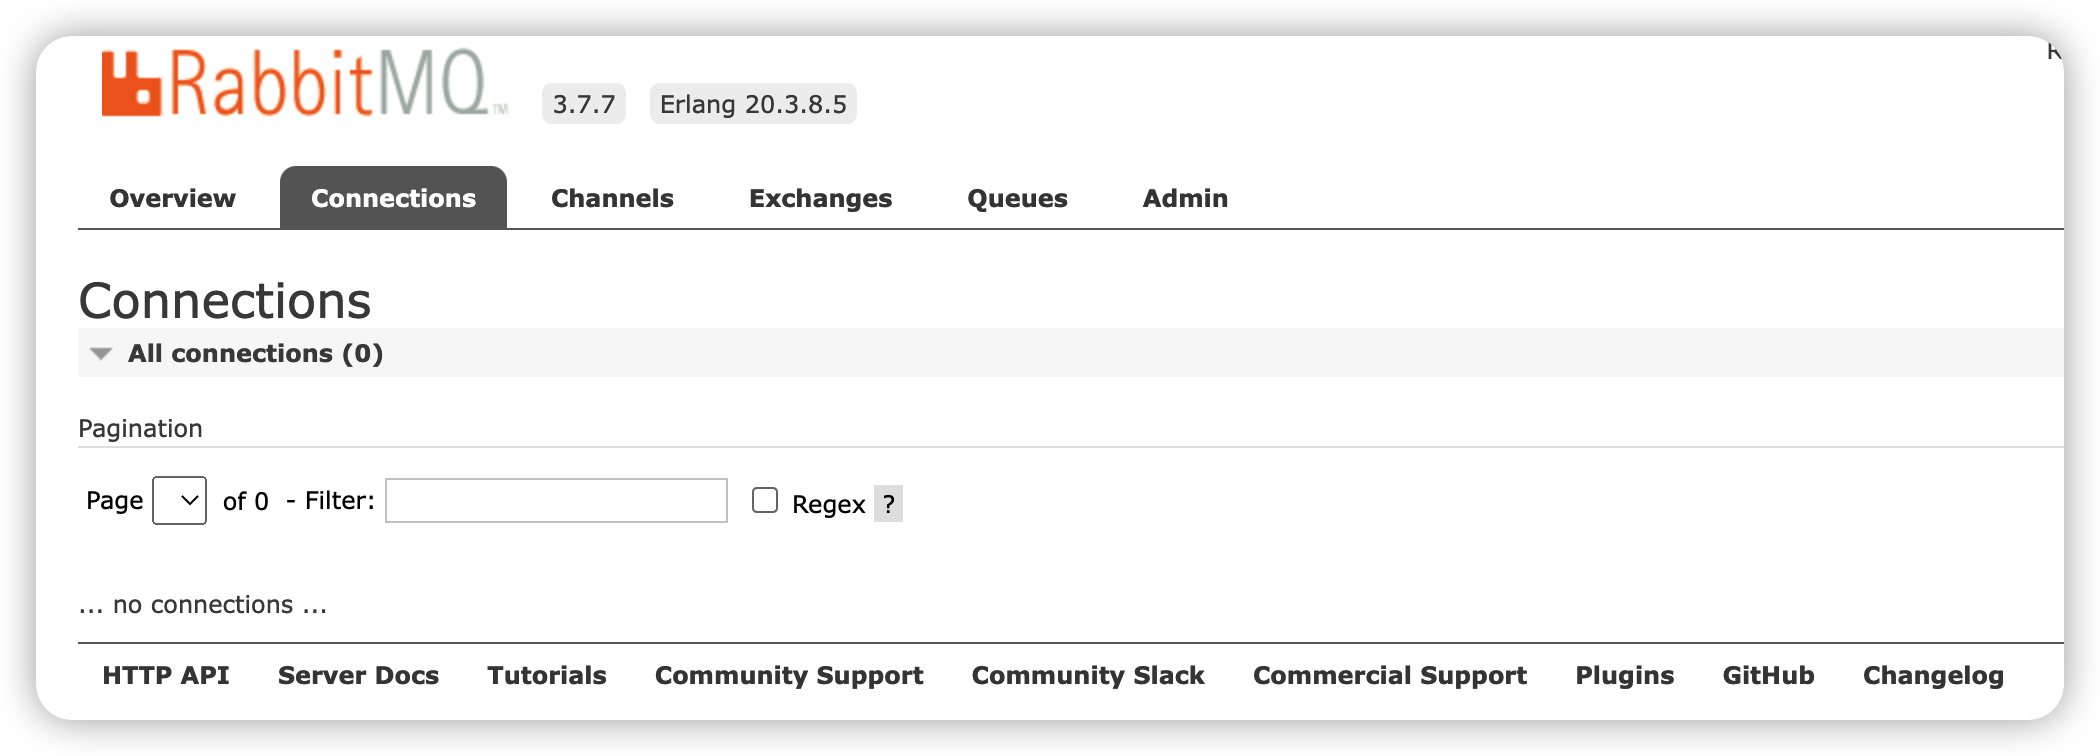 RabbitMQ TM 3.7.7 Erlang 20.3.8.5
Overview Connections Channels Exchanges Queues Admin
Connections
All connections (0)
Pagination
Page of 0 - Filter: Regex ?
... no connections ...
HTTP API Server Docs Tutorials Community Support Community Slack Commercial Support Plugins GitHub Changelog